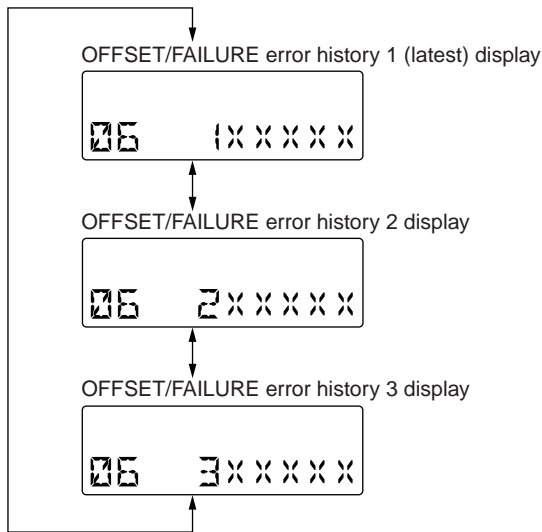 OFFSET/FAILURE error history 1 (latest) display
06 1XXXXX
OFFSET/FAILURE error history 2 display
06 2XXXXX
OFFSET/FAILURE error history 3 display
06 3XXXXX